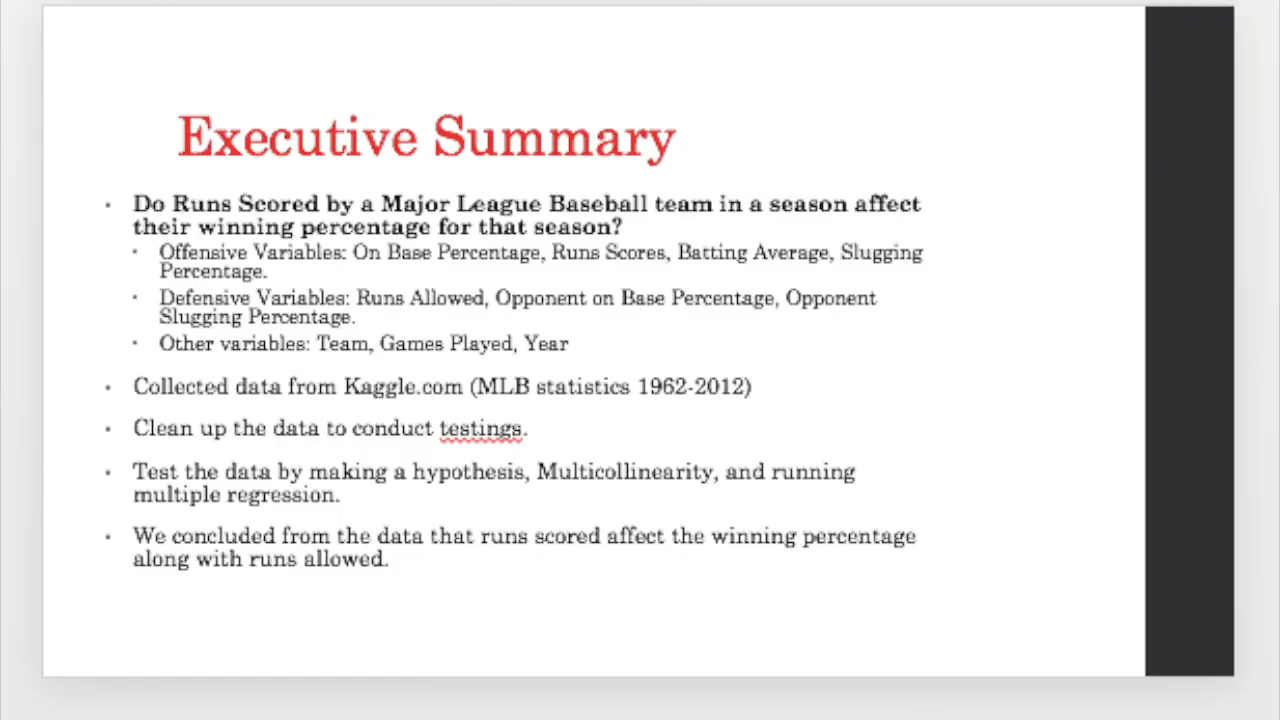 Executive Summary
• Do Runs Scored by a Major League Baseball team in a season affect
their winning percentage for that season?
• Offensive Variables: On Base Percentage, Runs Scores, Batting Average, Slugging
Percentage.
• Defensive Variables: Runs Allowed, Opponent on Base Percentage, Opponent
Slugging Percentage.
• Other variables: Team, Games Played, Year
• Collected data from Kaggle.com (MLB statistics 1962-2012)
• Clean up the data to conduct testings.
• Test the data by making a hypothesis, Multicollinearity, and running
multiple regression.
• We concluded from the data that runs scored affect the winning percentage
along with runs allowed.